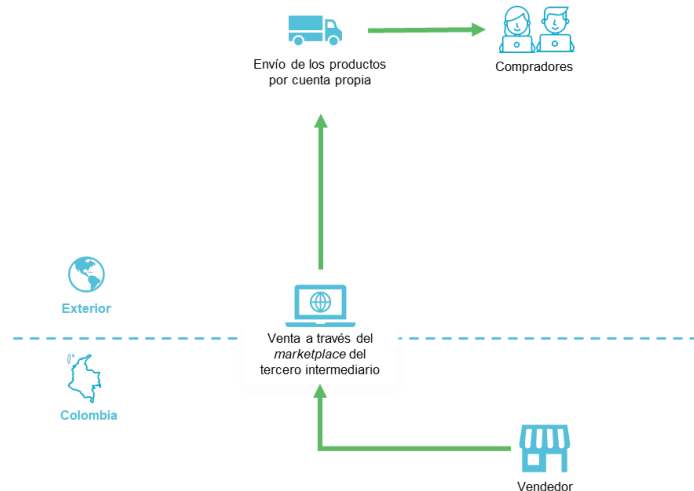 Envío de los productos
por cuenta propia
Compradores
Exterior
Venta a través del
marketplace del
tercero intermediario
Colombia
Vendedor